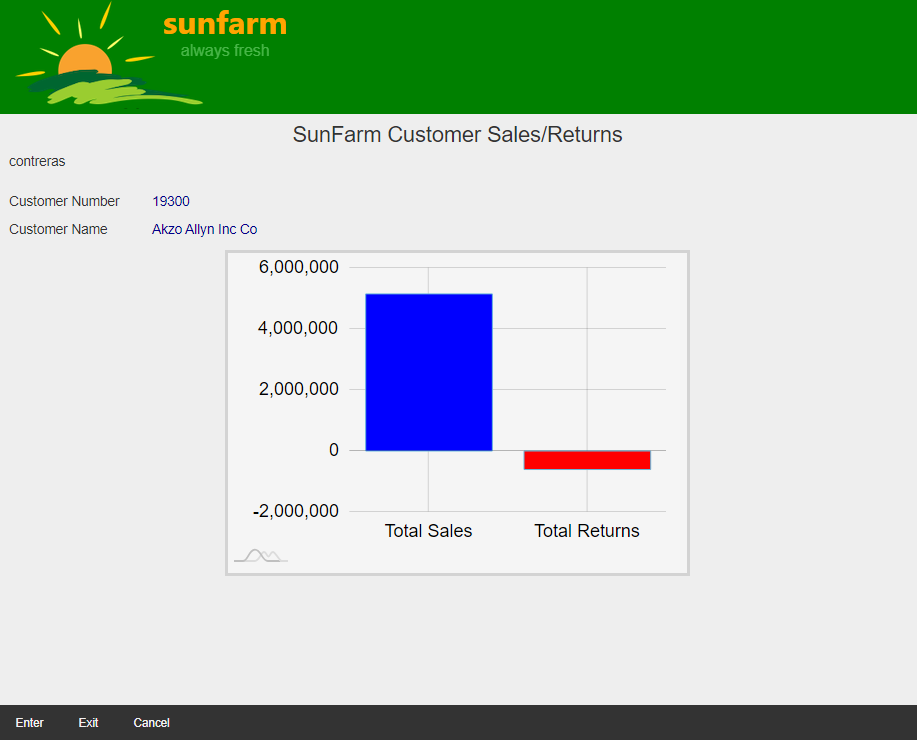 sunfarm
always fresh
SunFarm Customer Sales/Returns
contreras
Customer Number 19300
Customer Name Akzo Allyn Inc Co
6,000,000
4,000,000
2,000,000
0
-2,000,000
Total Sales Total Returns
Enter Exit Cancel